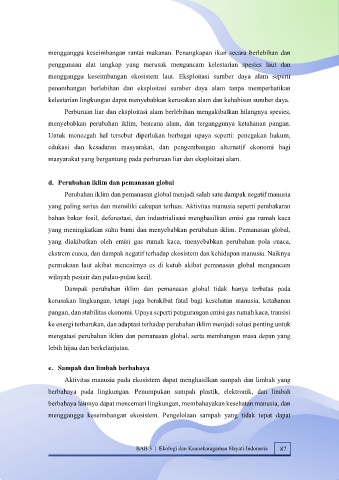 mengganggu keseimbangan rantai makanan. Penangkapan ikan secara berlebihan dan
penggunaan alat tangkap yang merusak mengancam kelestarian spesies laut dan
mengganggu keseimbangan ekosistem laut. Eksploitasi sumber daya alam seperti
penambangan berlebihan dan eksploitasi sumber daya alam tanpa memperhatikan
kelestarian lingkungan dapat menyebabkan kerusakan alam dan kehabisan sumber daya.
Perburuan liar dan eksploitasi alam berlebihan mengakibatkan hilangnya spesies,
menyebabkan perubahan iklim, bencana alam, dan terganggunya ketahanan pangan.
Untuk mencegah hal tersebut diperlukan berbagai upaya seperti: penegakan hukum,
edukasi dan kesadaran masyarakat, dan pengembangan alternatif ekonomi bagi
masyarakat yang bergantung pada perburuan liar dan eksploitasi alam.
d. Perubahan iklim dan pemanasan global
Perubahan iklim dan pemanasan global menjadi salah satu dampak negatif manusia
yang paling serius dan memiliki cakupan terluas. Aktivitas manusia seperti pembakaran
bahan bakar fosil, deforestasi, dan industrialisasi menghasilkan emisi gas rumah kaca
yang meningkatkan suhu bumi dan menyebabkan perubahan iklim. Pemanasan global,
yang diakibatkan oleh emisi gas rumah kaca, menyebabkan perubahan pola cuaca,
ekstrem cuaca, dan dampak negatif terhadap ekosistem dan kehidupan manusia. Naiknya
permukaan laut akibat mencairnya es di kutub akibat pemanasan global mengancam
wilayah pesisir dan pulau-pulau kecil.
Dampak perubahan iklim dan pemanasan global tidak hanya terbatas pada
kerusakan lingkungan, tetapi juga berakibat fatal bagi kesehatan manusia, ketahanan
pangan, dan stabilitas ekonomi. Upaya seperti pengurangan emisi gas rumah kaca, transisi
ke energi terbarukan, dan adaptasi terhadap perubahan iklim menjadi solusi penting untuk
mengatasi perubahan iklim dan pemanasan global, serta membangun masa depan yang
lebih hijau dan berkelanjutan.
e. Sampah dan limbah berbahaya
Aktivitas manusia pada ekosistem dapat menghasilkan sampah dan limbah yang
berbahaya pada lingkungan. Penumpukan sampah plastik, elektronik, dan limbah
berbahaya lainnya dapat mencemari lingkungan, membahayakan kesehatan manusia, dan
mengganggu keseimbangan ekosistem. Pengelolaan sampah yang tidak tepat dapat
BAB 5 | Ekologi dan Keanekaragaman Hayati Indonesia 87